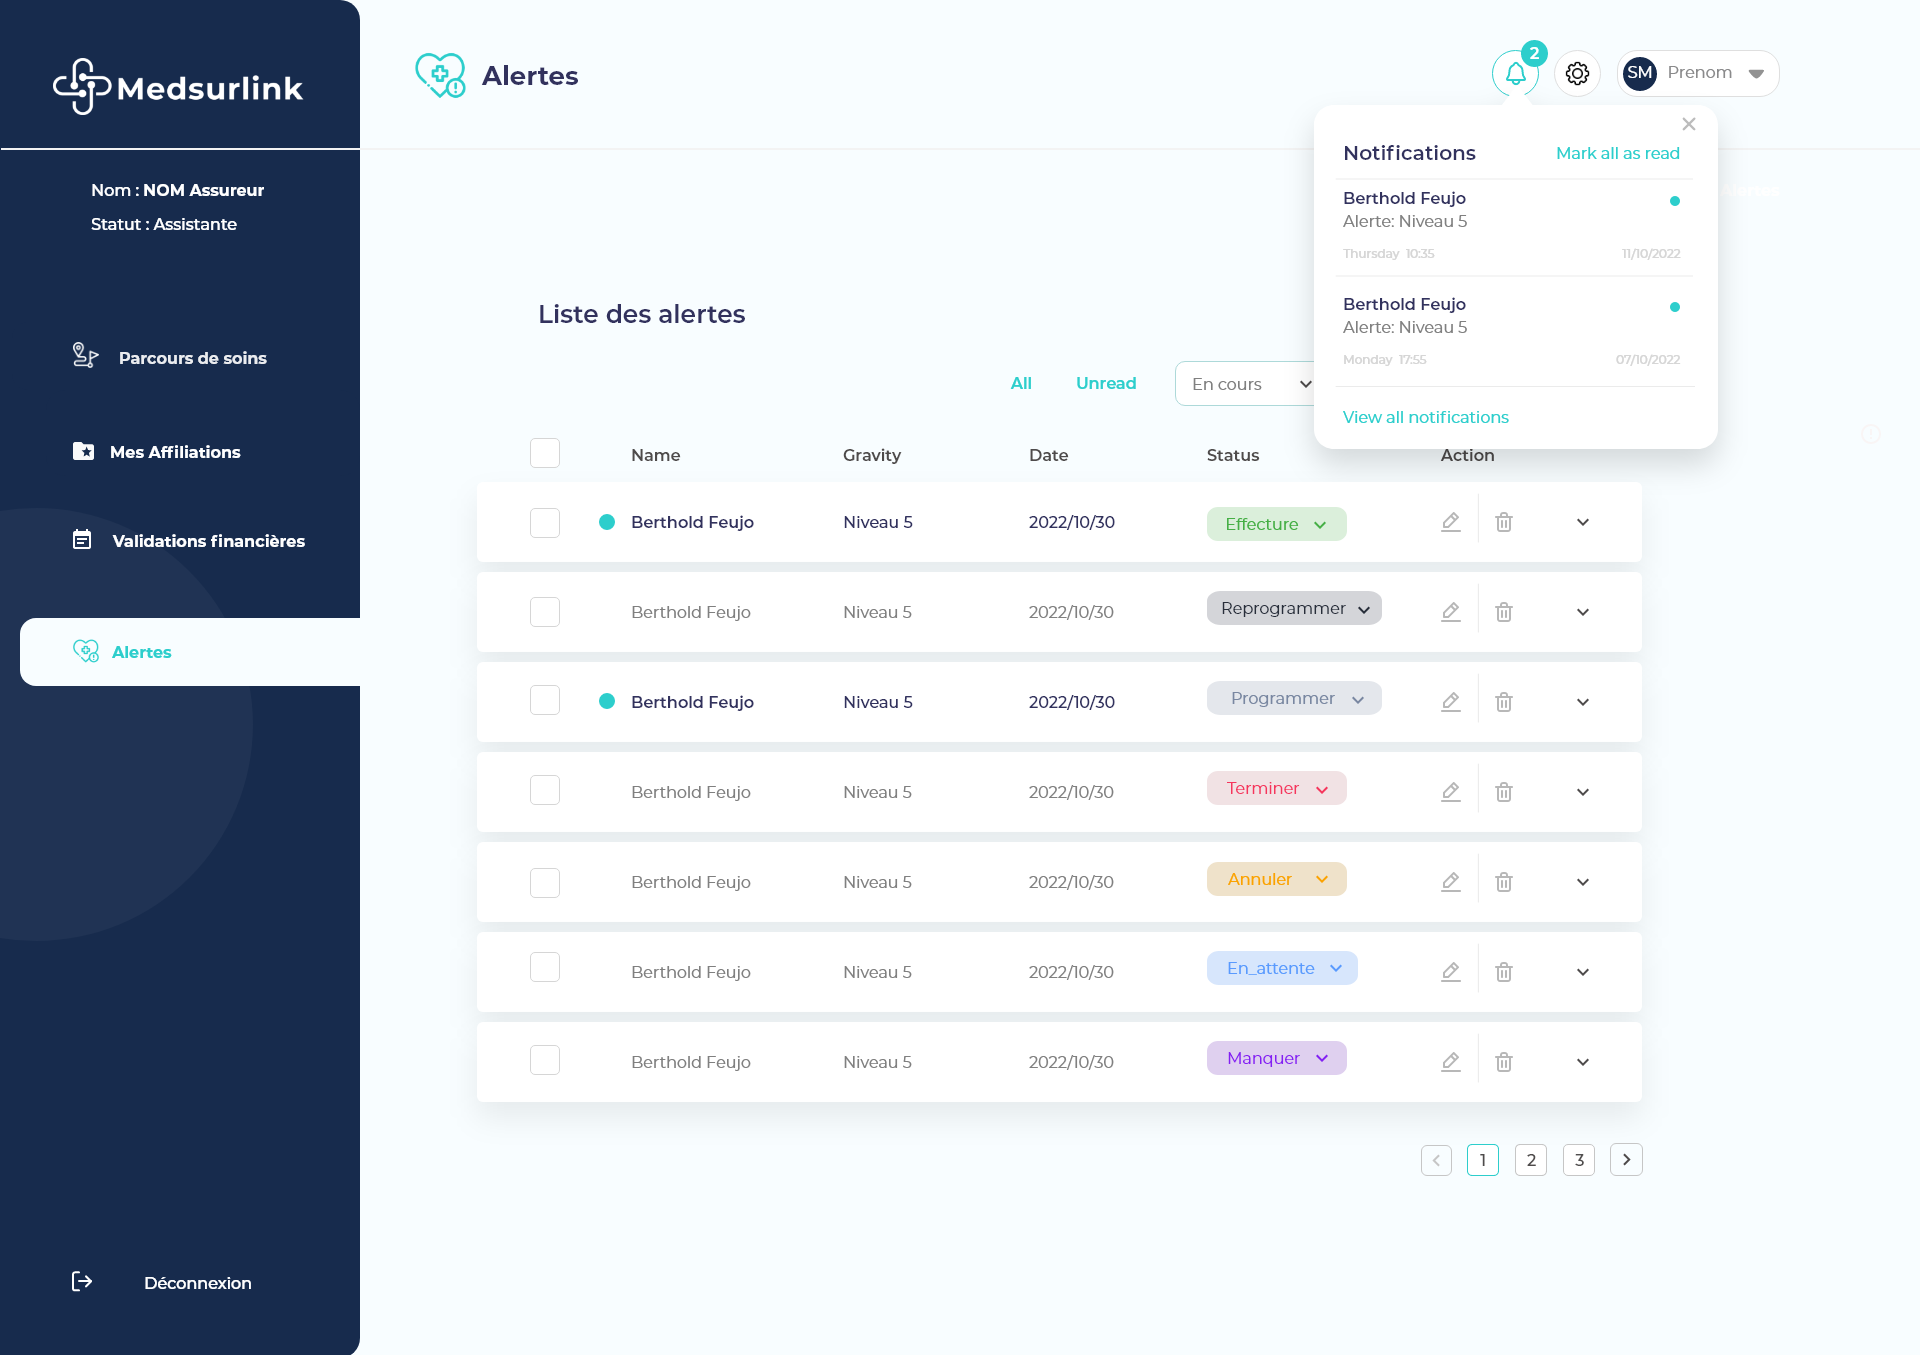 Medsurlink
Nom : NOM Assureur
Statut : Assistante
Parcours de soins
Mes Affiliations
Validations financières
Alertes
Déconnexion
Alertes
2
SM Prenom
Notifications Mark all as read
Berthold Feujo
Alerte: Niveau 5
Thursday 10:35 11/10/2022
Berthold Feujo
Alerte: Niveau 5
Monday 17:55 07/10/2022
View all notifications
Liste des alertes
All Unread En cours
Name Gravity Date Status Action
Berthold Feujo Niveau 5 2022/10/30 Effecture
Berthold Feujo Niveau 5 2022/10/30 Reprogrammer
Berthold Feujo Niveau 5 2022/10/30 Programmer
Berthold Feujo Niveau 5 2022/10/30 Terminer
Berthold Feujo Niveau 5 2022/10/30 Annuler
Berthold Feujo Niveau 5 2022/10/30 En_attente
Berthold Feujo Niveau 5 2022/10/30 Manquer
1 2 3